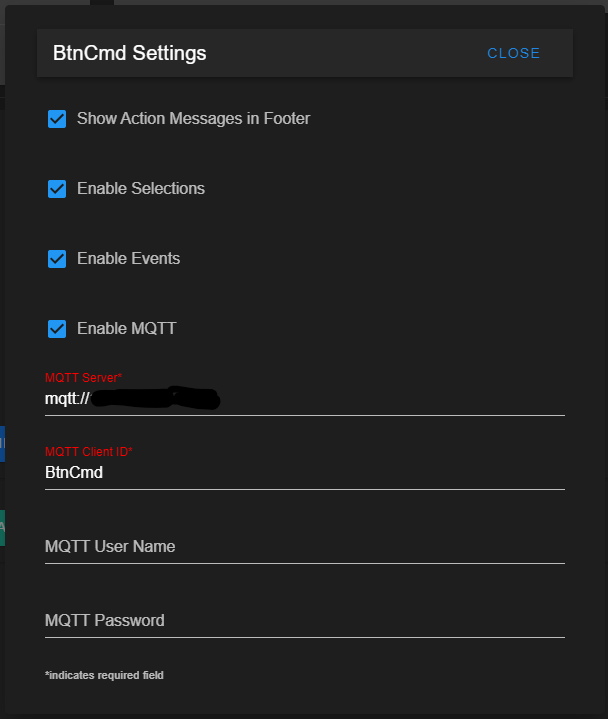 BtnCmd Settings
CLOSE
Show Action Messages in Footer
Enable Selections
Enable Events
Enable MQTT
MQTT Server*
mqtt://
MQTT Client ID*
BtnCmd
MQTT User Name
MQTT Password
*indicates required field